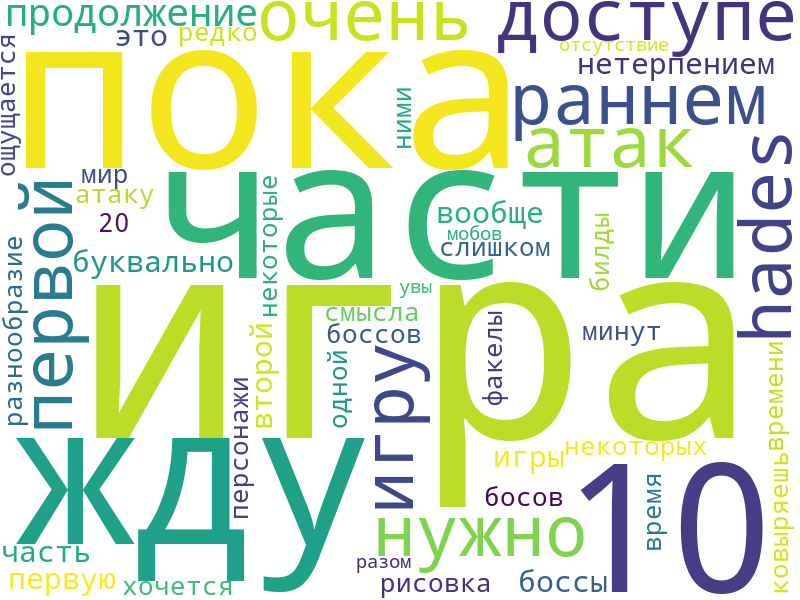 продолжение
очень
доступе
это
редко
отсутствие
нетерпением
ощущается
пока
ними
раннем
атак
hades
мир
атаку
20
части
первой
некоторые
вообще
мобов
слишком
билды
буквально
разнообразие
увы
игра
смысла
боссов
минут
факелы
второй
одной
игру
времени
персонажи
жду
игры
некоторых
10
босов
ковыряешь
время
нужно
часть
первую
хочется
разом
рисовка
боссы